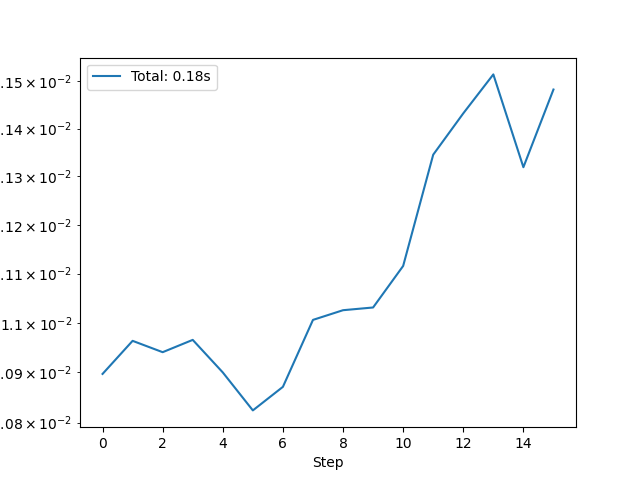 Total: 0.18s
.15 × 10⁻²
.14 × 10⁻²
.13 × 10⁻²
.12 × 10⁻²
.11 × 10⁻²
1.1 × 10⁻²
.09 × 10⁻²
.08 × 10⁻²
0 2 4 6 8 10 12 14
Step